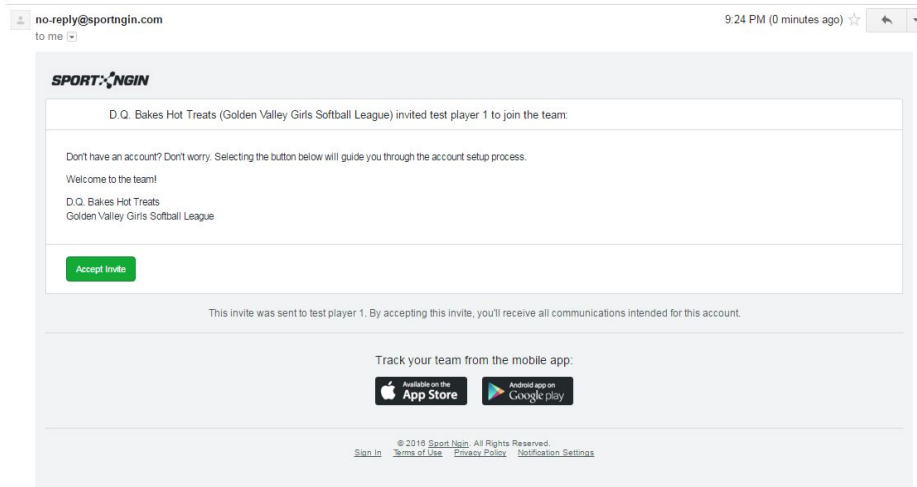 no-reply@sportngin.com
9:24 PM (0 minutes ago)
to me
SPORT NGIN
D.Q. Bakes Hot Treats (Golden Valley Girls Softball League) invited test player 1 to join the team:
Don't have an account? Don't worry. Selecting the button below will guide you through the account setup process.
Welcome to the team!
D.Q. Bakes Hot Treats
Golden Valley Girls Softball League
Accept Invite
This invite was sent to test player 1. By accepting this invite, you'll receive all communications intended for this account.
Track your team from the mobile app:
Available on the
App Store
Android app on
Google play
© 2016 Sport Ngin. All Rights Reserved.
Sign In Terms of Use Privacy Policy Notification Settings